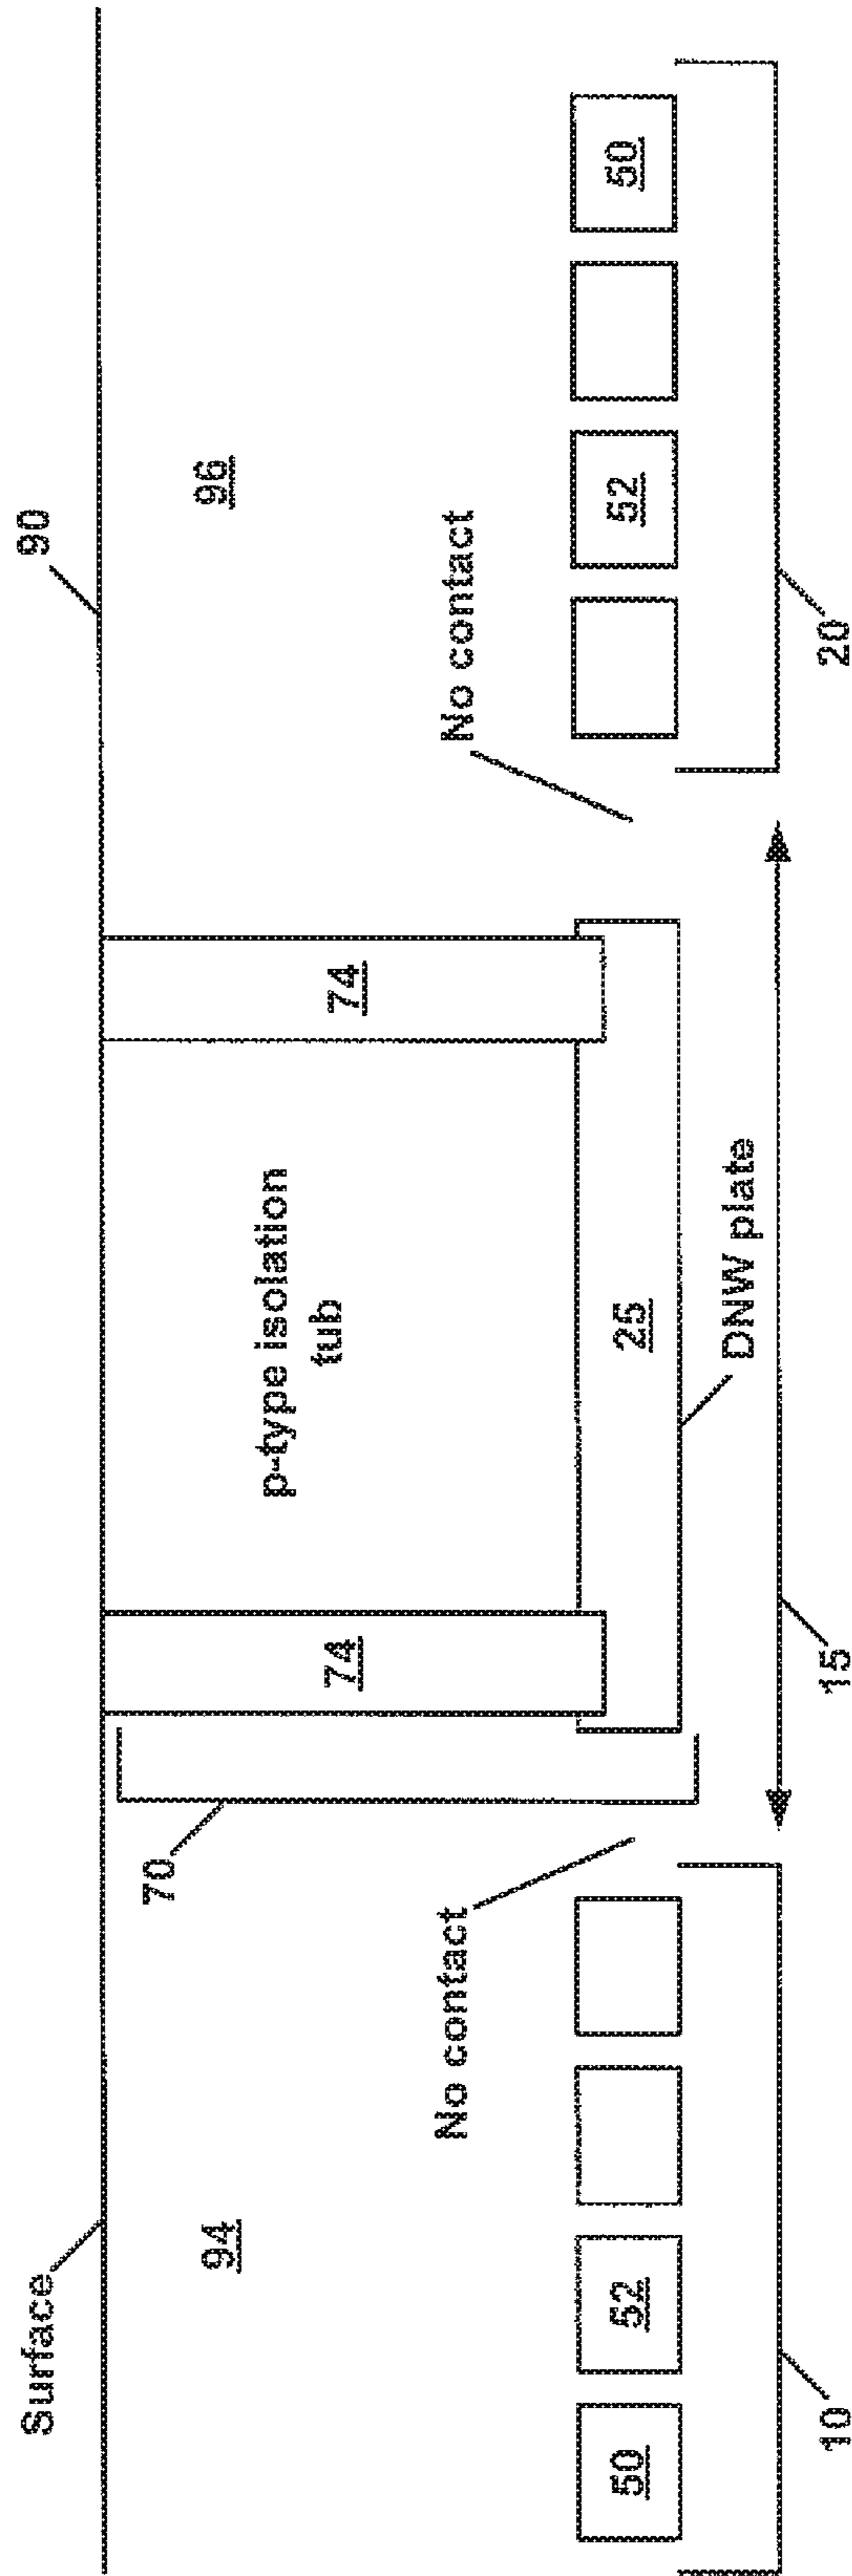 Surface
90
94
70
74
p-type isolation
tub
74
96
No contact
No contact
50
52
25
52
50
DNW plate
10
15
20